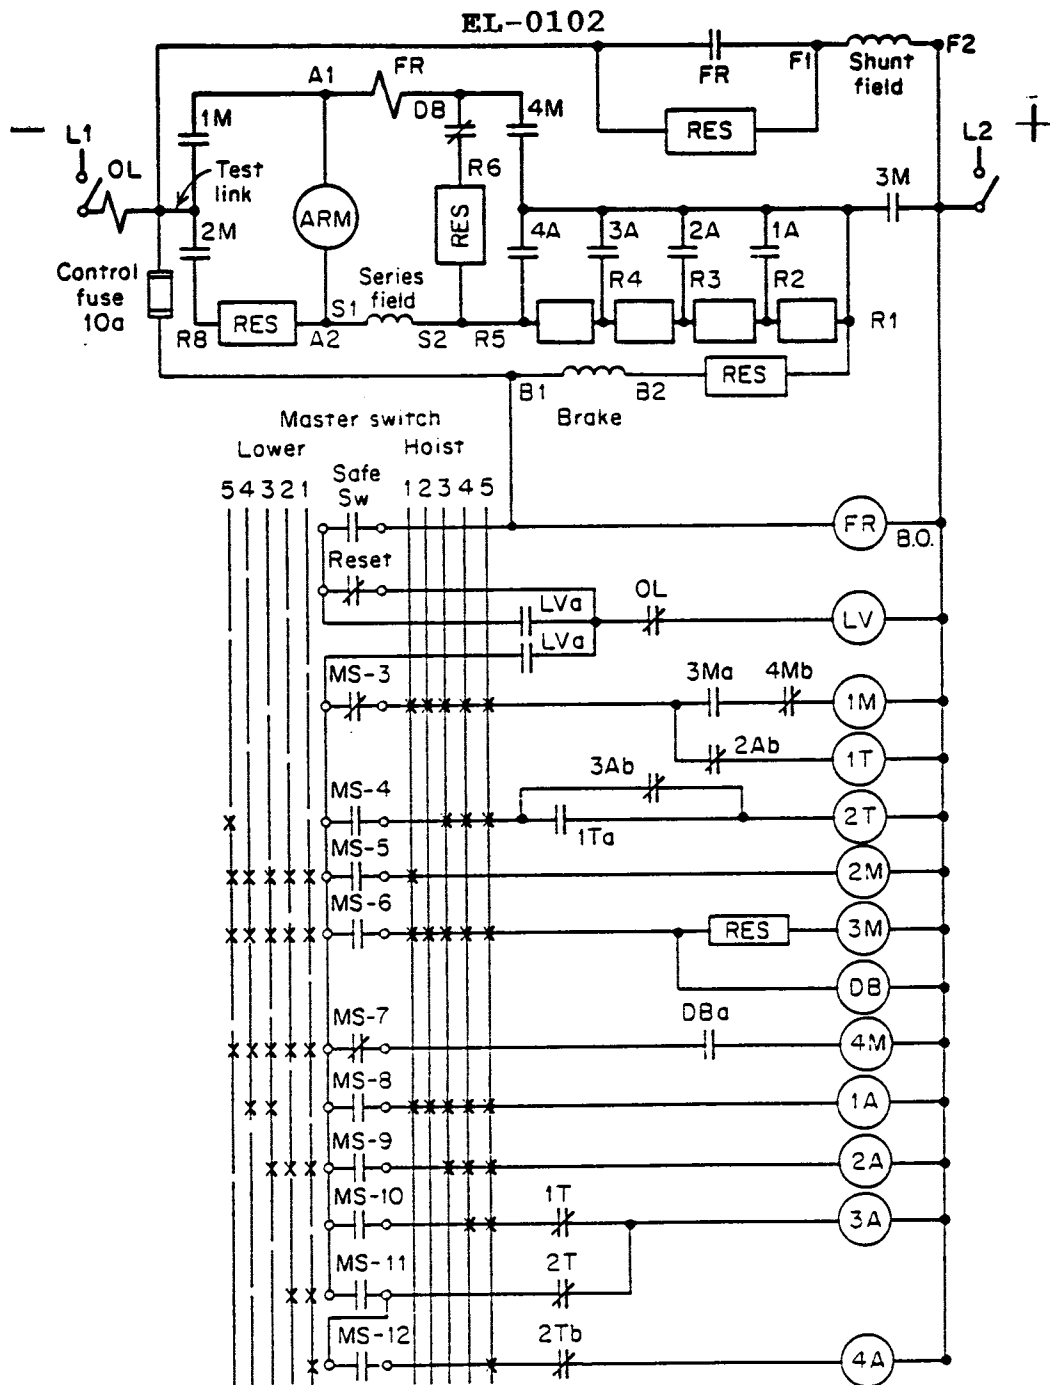 EL-0102
F2
F1
FR
Shunt
field
A1
FR
DB
4M
RES
1M
L1
OL
Test
link
R6
L2
3M
2M
ARM
RES
4A
3A
2A
1A
Control
fuse
10a
R4
R3
R2
Series
field
R8
RES
S1
A2
S2
R5
R1
B1
B2
RES
Brake
Master switch
Lower
Hoist
5 4 3 2 1
Safe
Sw
1 2 3 4 5
FR
B.O.
Reset
LVa
OL
LV
LVa
MS-3
3Ma
4Mb
1M
2Ab
1T
3Ab
MS-4
1Ta
2T
MS-5
2M
MS-6
RES
3M
DB
MS-7
DBa
4M
MS-8
1A
MS-9
2A
MS-10
1T
3A
MS-11
2T
MS-12
2Tb
4A